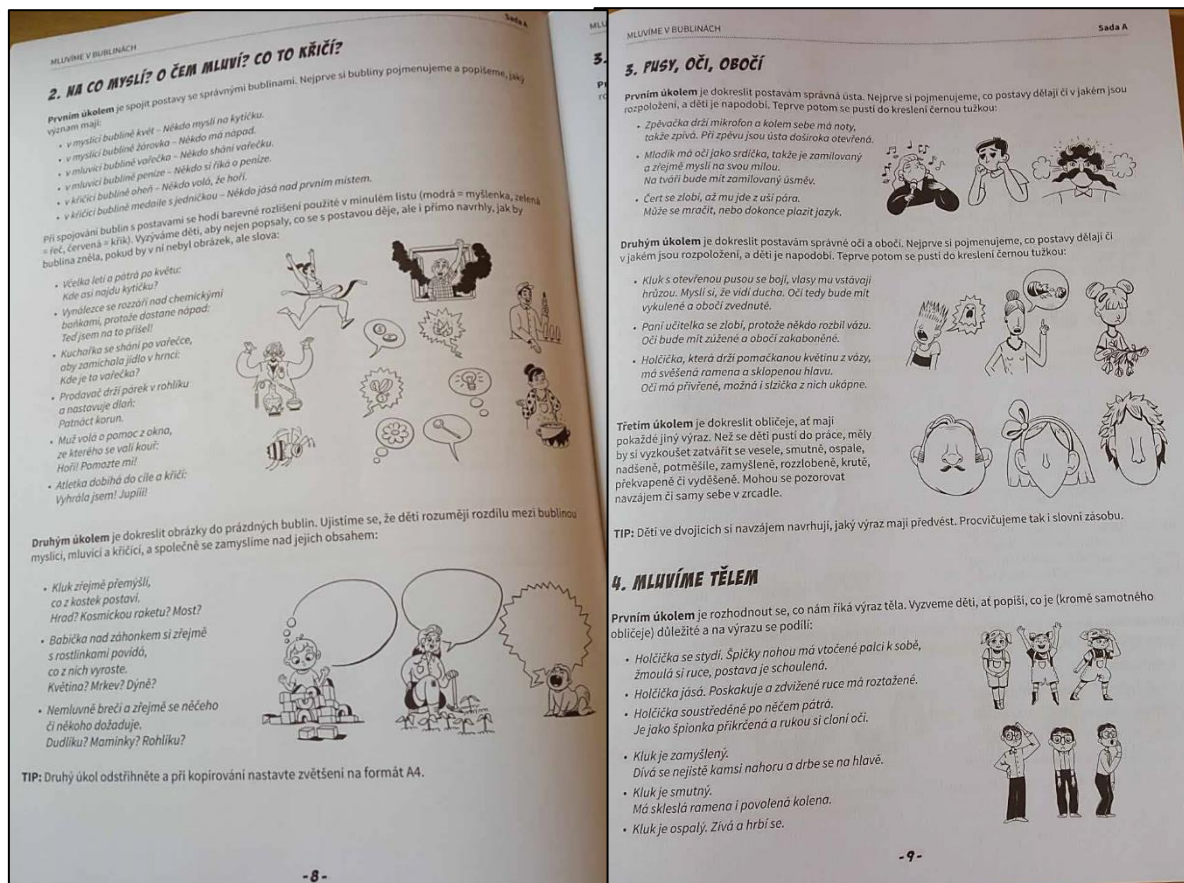 MLUVÍME V BUBLINÁCH
Sada A
2. NA CO MYSLÍ? O ČEM MLUVÍ? CO TO KŘIČÍ?
Prvním úkolem je spojit postavy se správnými bublinami. Nejprve si bubliny pojmenujeme a popíšeme, jaký
význam mají:
• v myslící bublině květ – Někdo myslí na kytičku.
• v myslící bublině žárovka – Někdo má nápad.
• v mluvicí bublině vařečka – Někdo shání vařečku.
• v mluvicí bublině peníze – Někdo si říká o peníze.
• v křičící bublině oheň – Někdo volá, že hoří.
• v křičící bublině medaile s jedničkou – Někdo jásá nad prvním místem.
Při spojování bublin s postavami se hodí barevné rozlišení použité v minulém listu (modrá = myšlenka, zelená
= řeč, červená = křik). Vyzýváme děti, aby nejen popsaly, co se s postavou děje, ale i přímo navrhly, jak by
bublina zněla, pokud by v ní nebyl obrázek, ale slova:
• Včelka letí a pátrá po květu:
Kde asi najdu kytičku?
• Vynálezce se rozzáří nad chemickými
baňkami, protože dostane nápad:
Teď jsem na to přišel!
• Kuchařka se shání po vařečce,
aby zamíchala jídlo v hrnci:
Kde je ta vařečka?
• Prodavač drží párek v rohlíku
a nastavuje dlaň:
Patnáct korun.
• Muž volá o pomoc z okna,
ze kterého se valí kouř:
Hoří! Pomozte mi!
• Atletka dobíhá do cíle a křičí:
Vyhrála jsem! Jupííí!
Druhým úkolem je dokreslit obrázky do prázdných bublin. Ujistíme se, že děti rozumějí rozdílu mezi bublinou
myslicí, mluvicí a křičicí, a společně se zamyslíme nad jejich obsahem:
• Kluk zřejmě přemýšlí,
co z kostek postaví.
Hrad? Kosmickou raketu? Most?
• Babička nad záhonkem si zřejmě
s rostlinkami povídá,
co z nich vyroste.
Květina? Mrkev? Dýně?
• Nemluvně brečí a zřejmě se něčeho
či někoho dožaduje.
Dudlíku? Maminky? Rohlíku?
TIP: Druhý úkol odstřihněte a při kopírování nastavte zvětšení na formát A4.
-8-
MLUVÍME V BUBLINÁCH
Sada A
3. PUSY, OČI, OBOČÍ
Prvním úkolem je dokreslit postavám správná ústa. Nejprve si pojmenujeme, co postavy dělají či v jakém jsou
rozpoložení, a děti je napodobí. Teprve potom se pustí do kreslení černou tužkou:
• Zpěvačka drží mikrofon a kolem sebe má noty,
takže zpívá. Při zpěvu jsou ústa doširoka otevřená.
• Mladík má oči jako srdíčka, takže je zamilovaný
a zřejmě myslí na svou milou.
Na tváři bude mít zamilovaný úsměv.
• Čert se zlobí, až mu jde z uší pára.
Může se mračit, nebo dokonce plazit jazyk.
Druhým úkolem je dokreslit postavám správné oči a obočí. Nejprve si pojmenujeme, co postavy dělají či
v jakém jsou rozpoložení, a děti je napodobí. Teprve potom se pustí do kreslení černou tužkou:
• Kluk s otevřenou pusou se bojí, vlasy mu vstávají
hrůzou. Myslí si, že vidí ducha. Oči tedy bude mít
vykulené a obočí zvednuté.
• Paní učitelka se zlobí, protože někdo rozbil vázu.
Oči bude mít zúžené a obočí zakaboněné.
• Holčička, která drží pomačkanou květinu z vázy,
má svěšená ramena a sklopenou hlavu.
Oči má přivřené, možná i slzička z nich ukápne.
Třetím úkolem je dokreslit obličeje, ať mají
pokaždé jiný výraz. Než se děti pustí do práce, měly
by si vyzkoušet zatvářit se vesele, smutně, ospale,
nadšeně, potměšile, zamyšleně, rozzlobeně, krutě,
překvapeně či vyděšeně. Mohou se pozorovat
navzájem či samy sebe v zrcadle.
TIP: Děti ve dvojicích si navzájem navrhují, jaký výraz mají předvést. Procvičujeme tak i slovní zásobu.
4. MLUVÍME TĚLEM
Prvním úkolem je rozhodnout se, co nám říká výraz těla. Vyzveme děti, ať popíší, co je (kromě samotného
obličeje) důležité a na výrazu se podílí:
• Holčička se stydí. Špičky nohou má vtočené palci k sobě,
žmoulá si ruce, postava je schoulená.
• Holčička jásá. Poskakuje a zdvižené ruce má roztažené.
• Holčička soustředěně po něčem pátrá.
Je jako špionka přikrčená a rukou si cloní oči.
• Kluk je zamyšlený.
Dívá se nejistě kamsi nahoru a drbe se na hlavě.
• Kluk je smutný.
Má skleslá ramena i povolená kolena.
• Kluk je ospalý. Zívá a hrbí se.
-9-